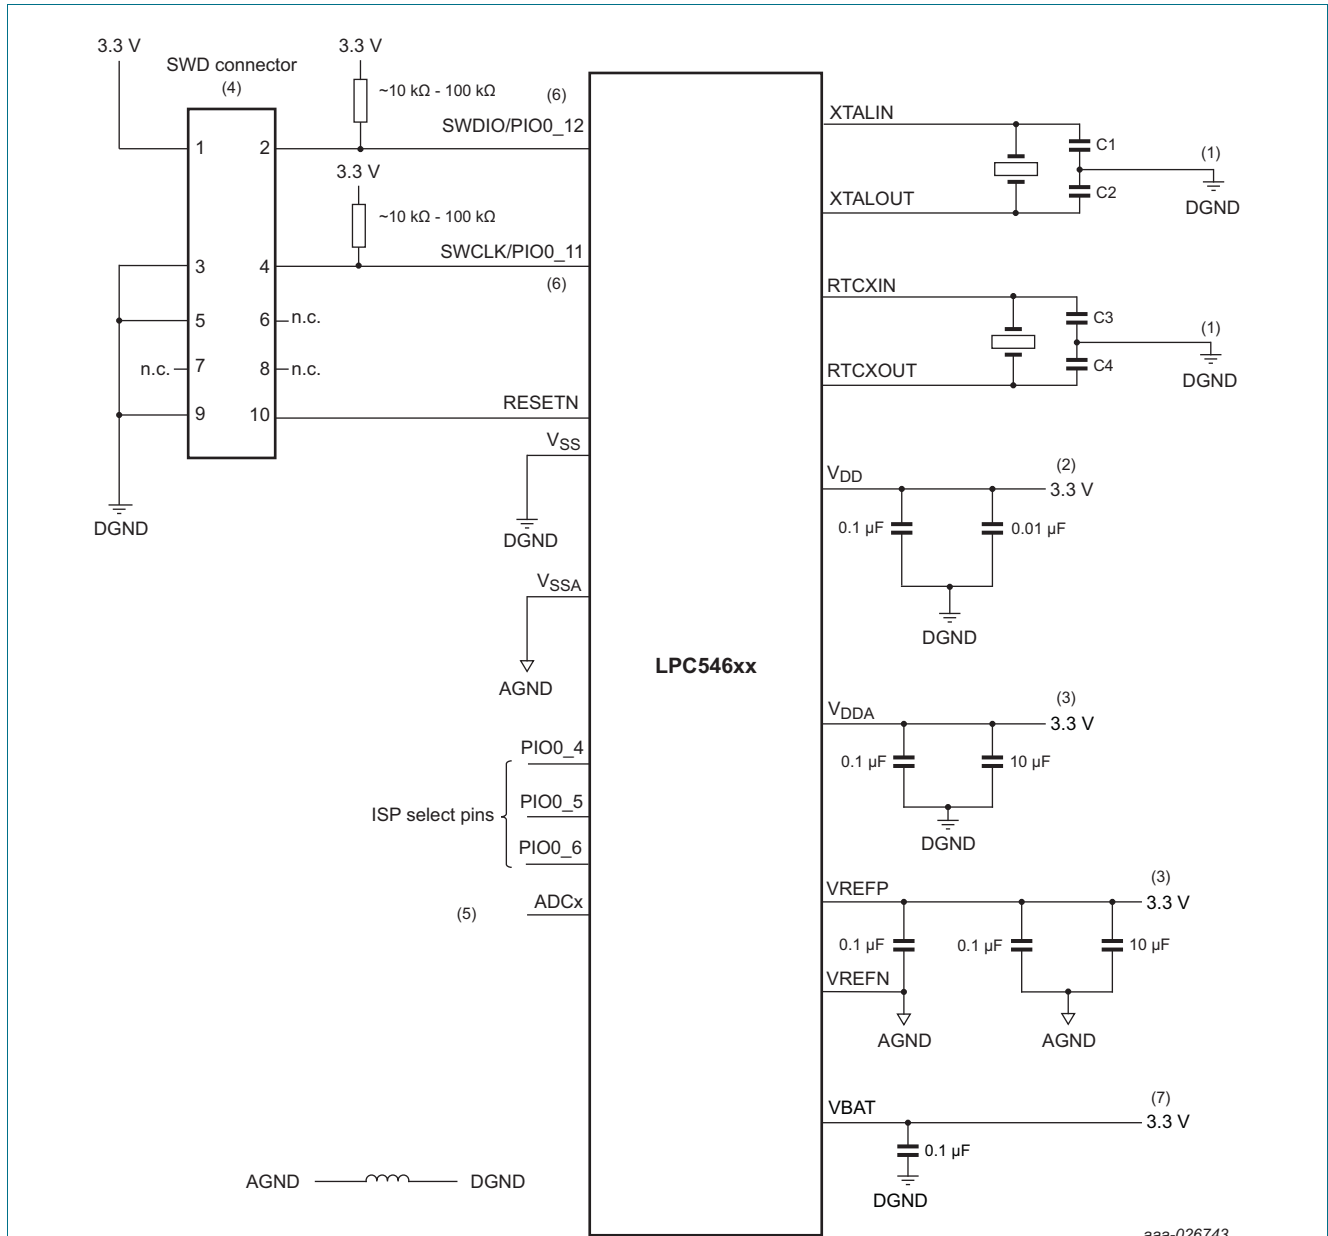 3.3 V
SWD connector
(4)
1
2
3
4
5
6
n.c.
n.c.
7
8
n.c.
9
10
DGND
3.3 V
~10 kΩ - 100 kΩ
(6)
SWDIO/PIO0_12
3.3 V
~10 kΩ - 100 kΩ
SWCLK/PIO0_11
(6)
RESETN
VSS
DGND
VSSA
AGND
PIO0_4
ISP select pins
PIO0_5
PIO0_6
(5)
ADCx
AGND
DGND
LPC546xx
XTALIN
C1
(1)
C2
XTALOUT
DGND
RTCXIN
C3
(1)
C4
RTCXOUT
DGND
VDD
(2)
3.3 V
0.1 µF
0.01 µF
DGND
VDDA
(3)
3.3 V
0.1 µF
10 µF
DGND
VREFP
(3)
3.3 V
0.1 µF
0.1 µF
10 µF
VREFN
AGND
AGND
VBAT
(7)
3.3 V
0.1 µF
DGND
aaa-026743